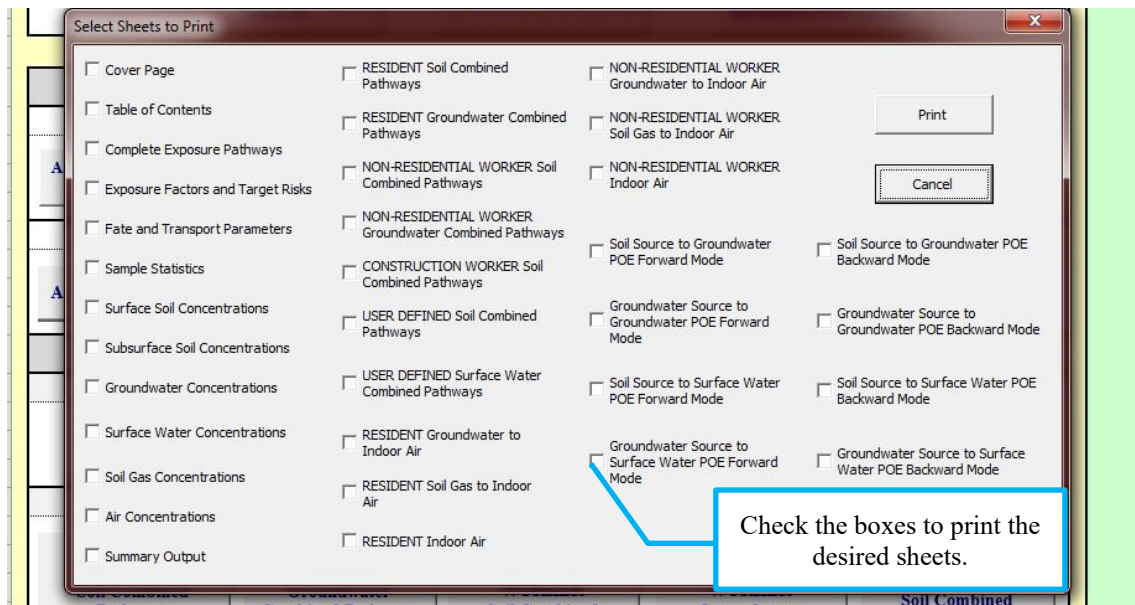 Select Sheets to Print
Cover Page
Table of Contents
Complete Exposure Pathways
Exposure Factors and Target Risks
Fate and Transport Parameters
Sample Statistics
Surface Soil Concentrations
Subsurface Soil Concentrations
Groundwater Concentrations
Surface Water Concentrations
Soil Gas Concentrations
Air Concentrations
Summary Output
RESIDENT Soil Combined
Pathways
RESIDENT Groundwater Combined
Pathways
NON-RESIDENTIAL WORKER Soil
Combined Pathways
NON-RESIDENTIAL WORKER
Groundwater Combined Pathways
CONSTRUCTION WORKER Soil
Combined Pathways
USER DEFINED Soil Combined
Pathways
USER DEFINED Surface Water
Combined Pathways
RESIDENT Groundwater to
Indoor Air
RESIDENT Soil Gas to Indoor
Air
RESIDENT Indoor Air
NON-RESIDENTIAL WORKER
Groundwater to Indoor Air
NON-RESIDENTIAL WORKER
Soil Gas to Indoor Air
NON-RESIDENTIAL WORKER
Indoor Air
Soil Source to Groundwater
POE Forward Mode
Groundwater Source to
Groundwater POE Forward
Mode
Soil Source to Surface Water
POE Forward Mode
Groundwater Source to
Surface Water POE Forward
Mode
Print
Cancel
Soil Source to Groundwater POE
Backward Mode
Groundwater Source to
Groundwater POE Backward Mode
Soil Source to Surface Water POE
Backward Mode
Groundwater Source to Surface
Water POE Backward Mode
Check the boxes to print the
desired sheets.
A
A
Soil Combined